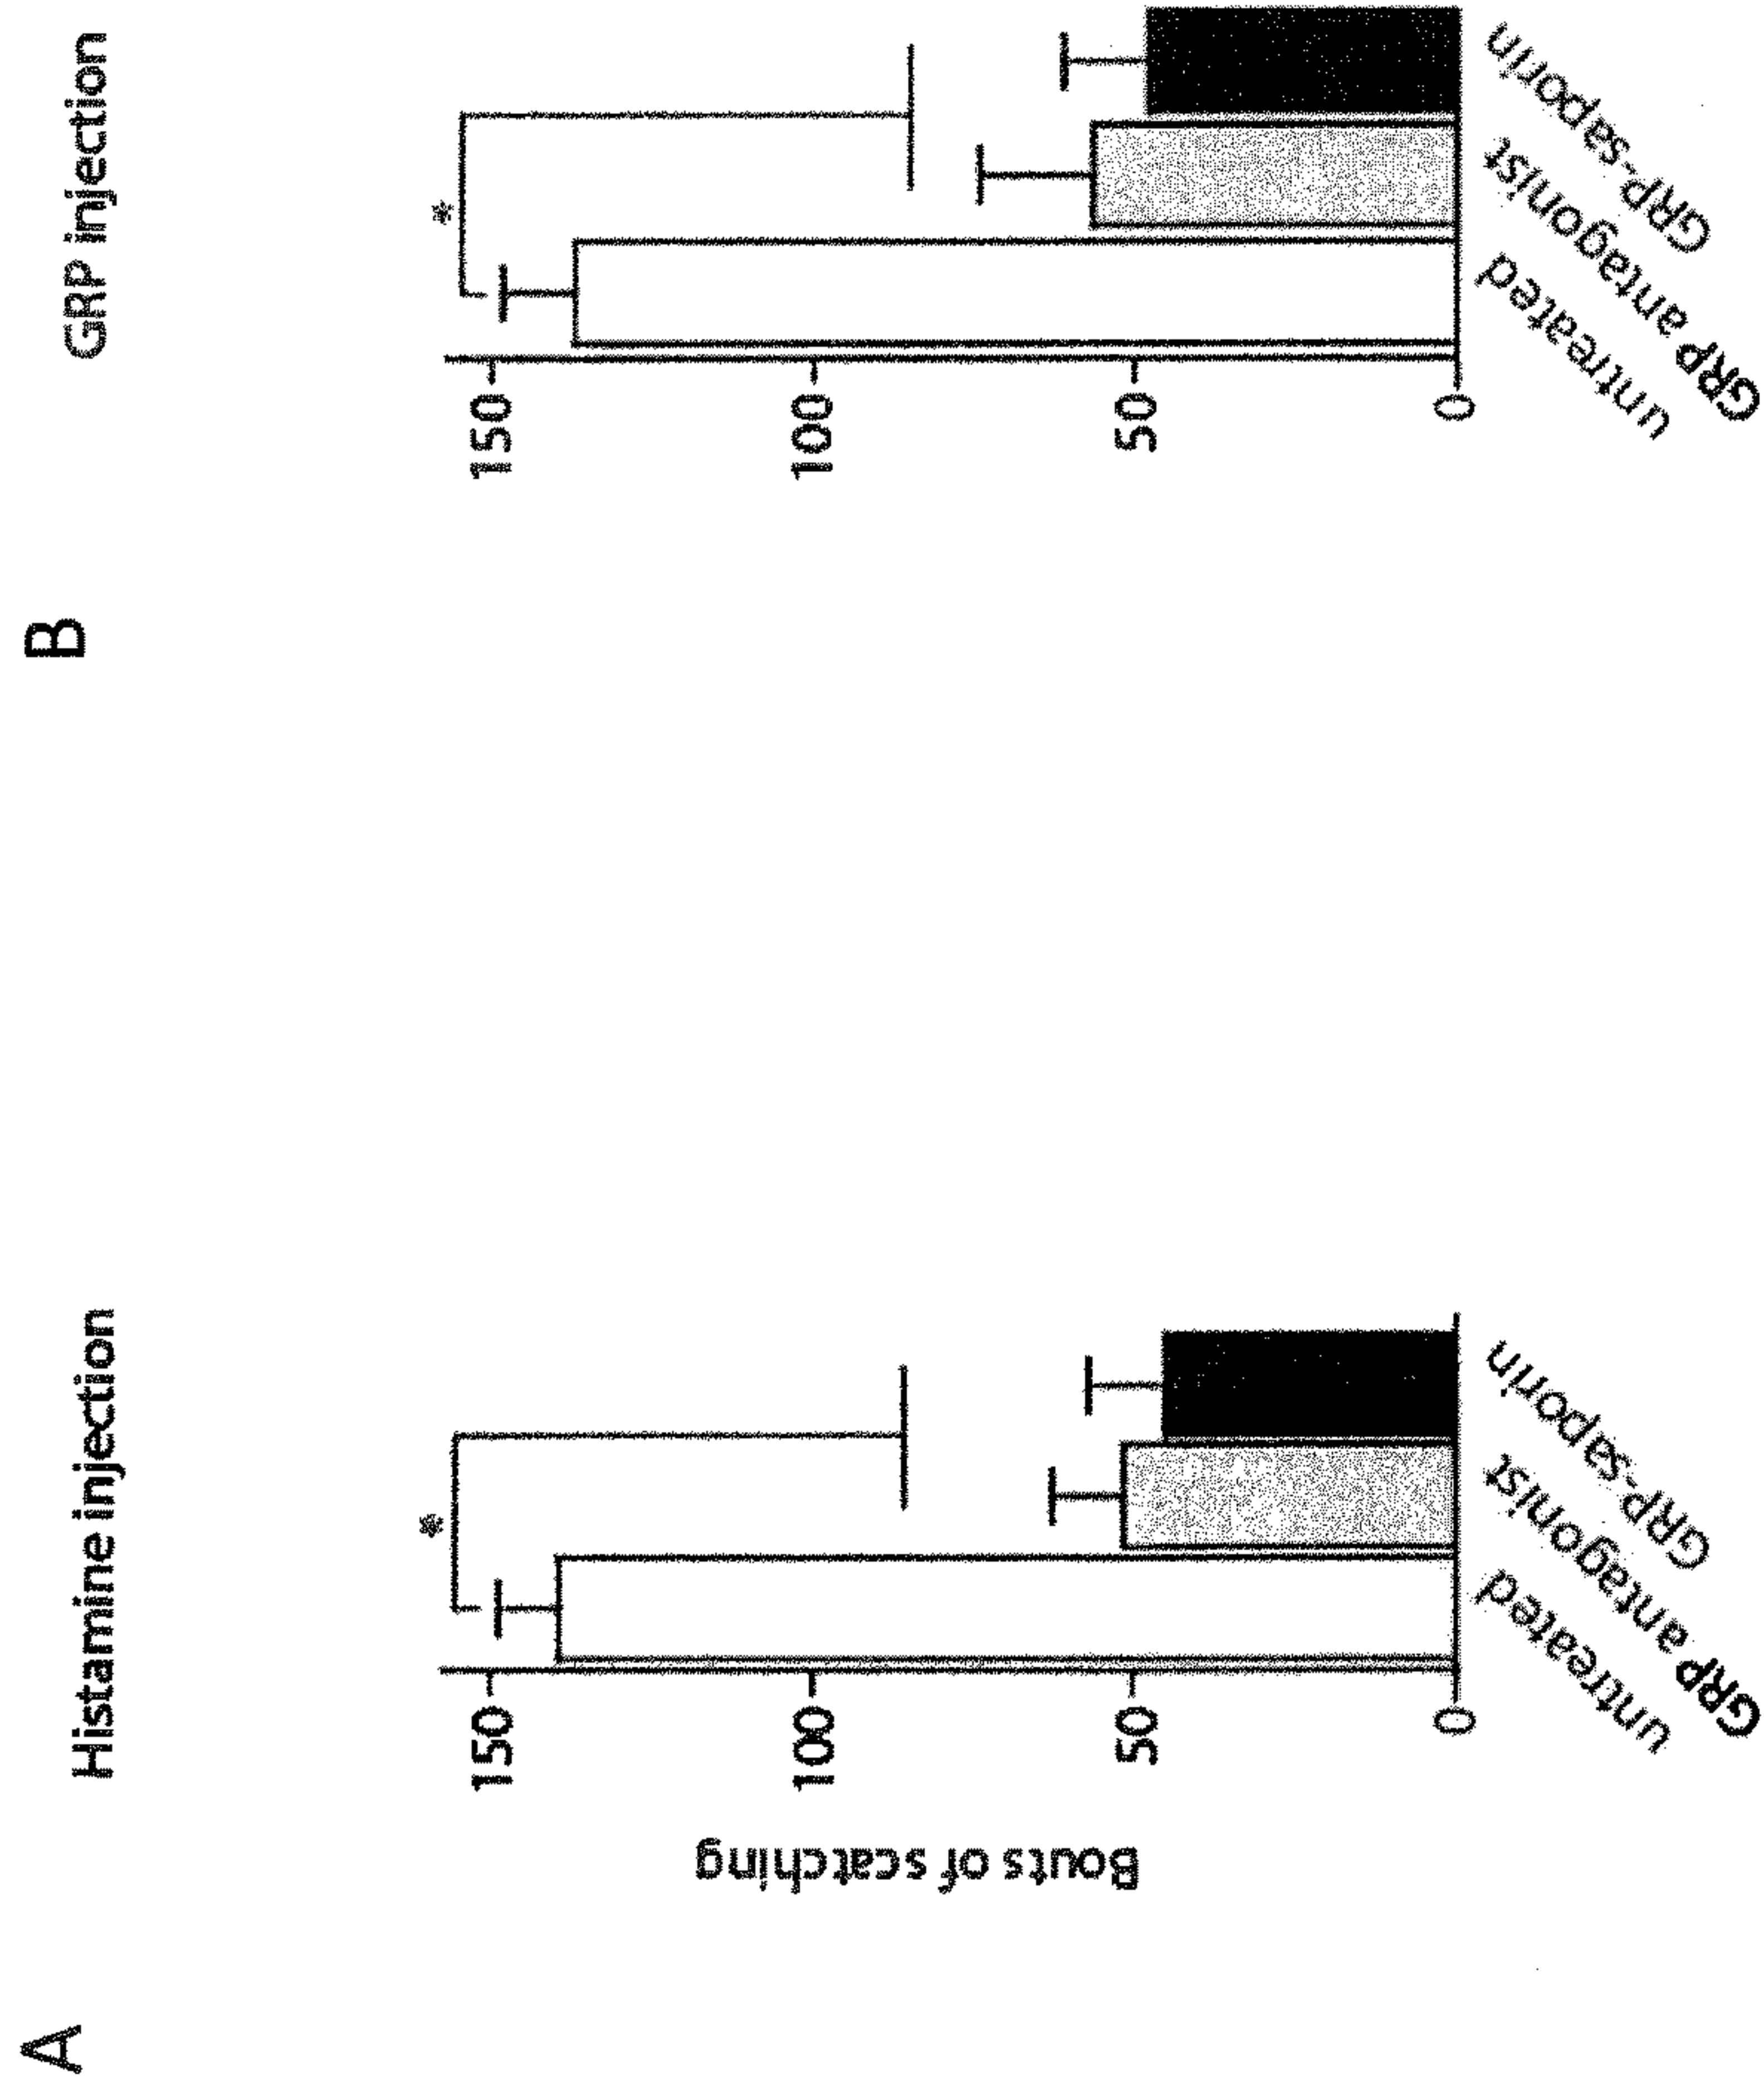 A
Histamine injection
*
Bouts of scatching
150
100
50
0
untreated
GRP antagonist
GRP-saporin
B
GRP injection
*
150
100
50
0
untreated
GRP antagonist
GRP-saporin